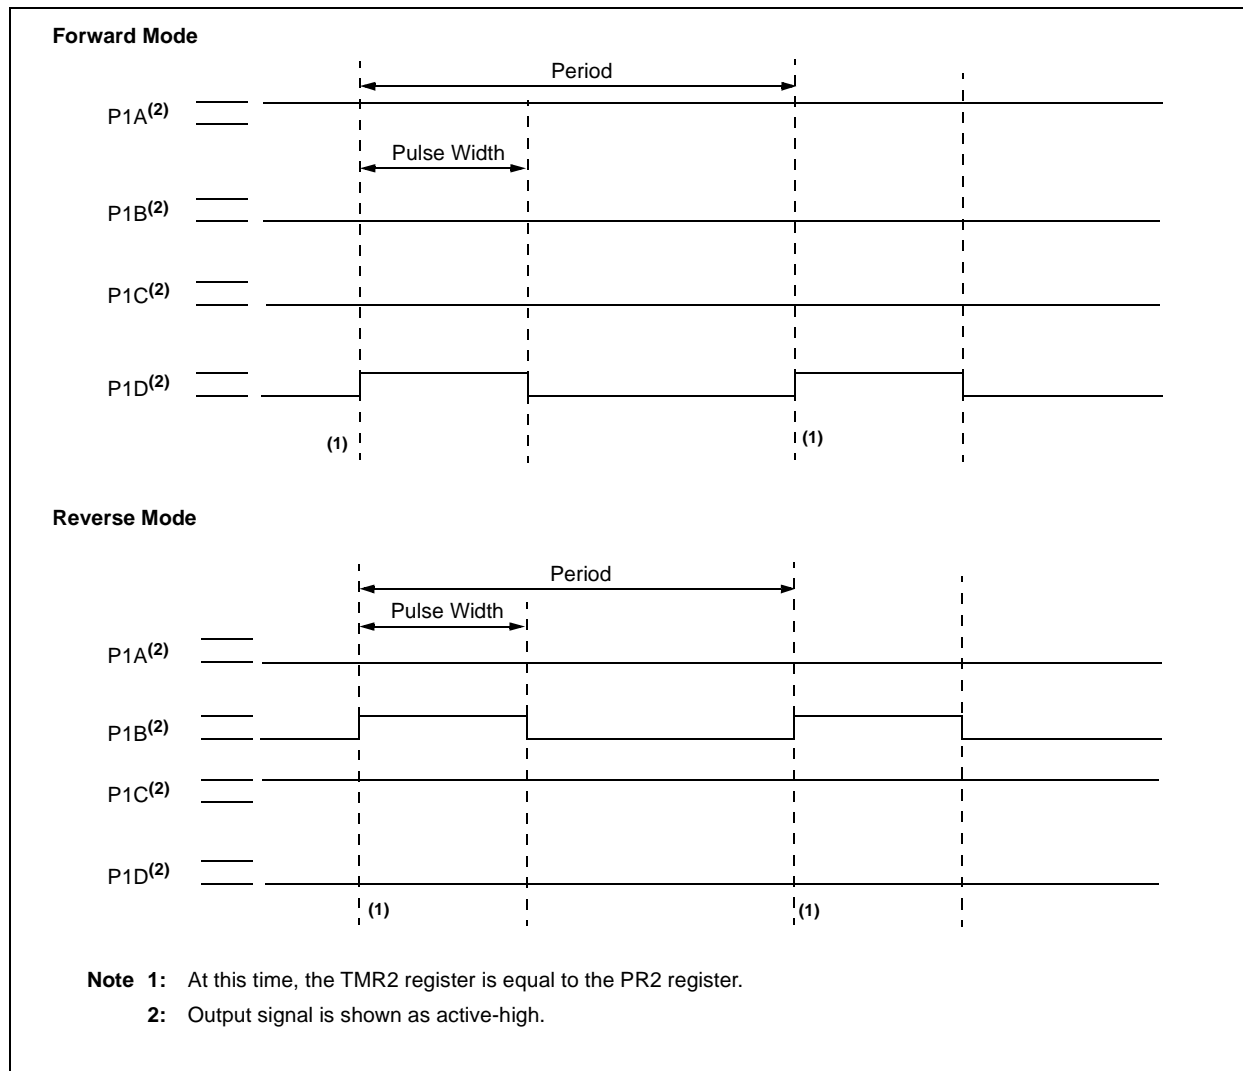 Forward Mode
Period
P1A(2)
Pulse Width
P1B(2)
P1C(2)
P1D(2)
(1)
(1)
Reverse Mode
Period
Pulse Width
P1A(2)
P1B(2)
P1C(2)
P1D(2)
(1)
(1)
Note 1: At this time, the TMR2 register is equal to the PR2 register.
2: Output signal is shown as active-high.